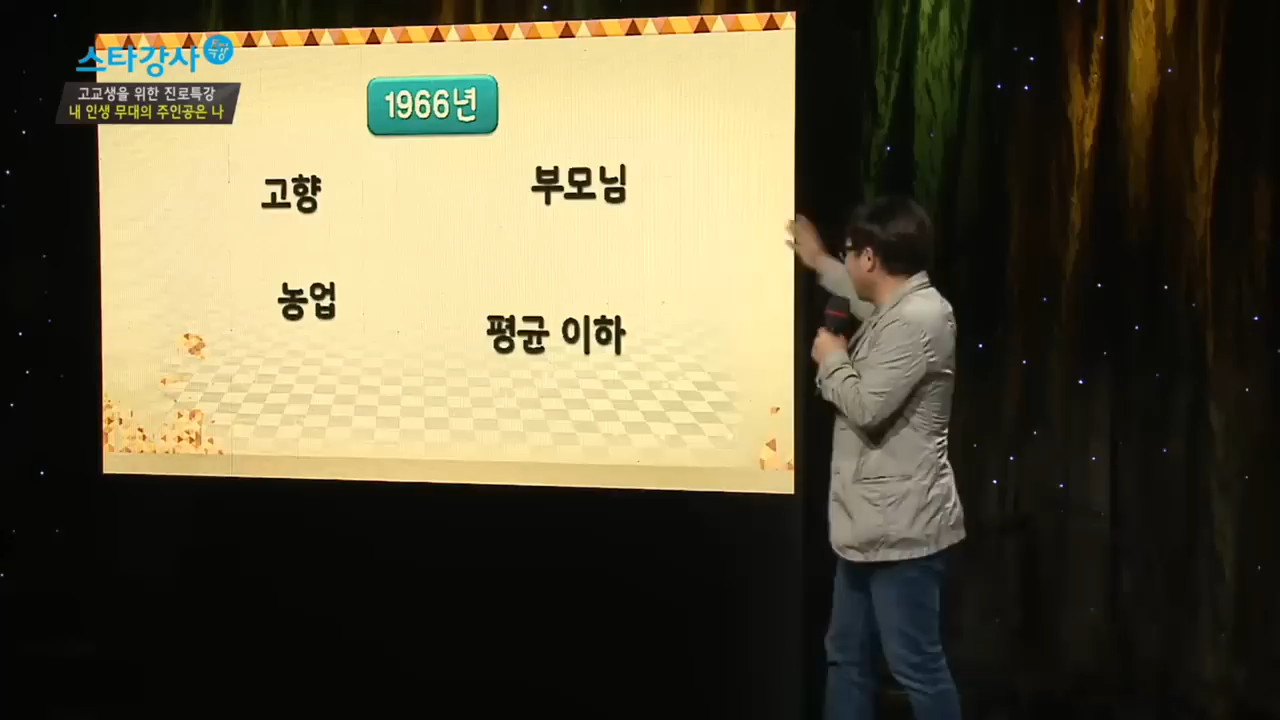 스타강사
특강
고교생을 위한 진로특강
내 인생 무대의 주인공은 나
1966년
고향
부모님
농업
평균 이하